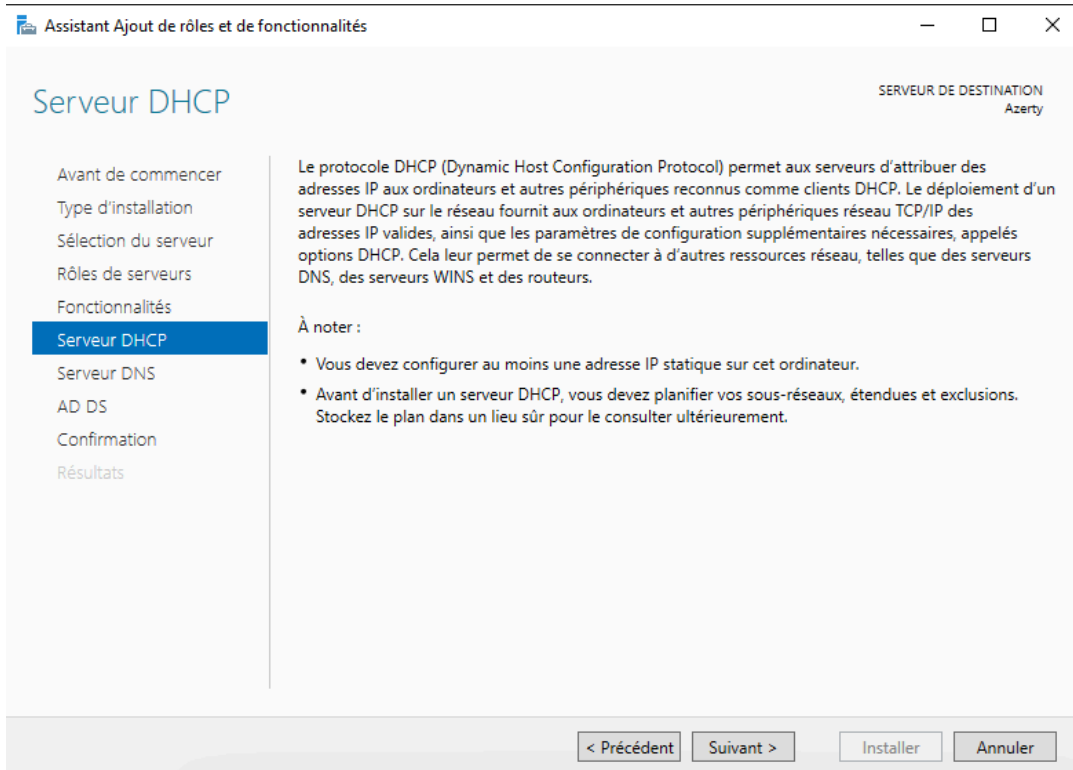 Assistant Ajout de rôles et de fonctionnalités
Serveur DHCP
SERVEUR DE DESTINATION
Azerty
Avant de commencer
Type d'installation
Sélection du serveur
Rôles de serveurs
Fonctionnalités
Serveur DHCP
Serveur DNS
AD DS
Confirmation
Résultats
Le protocole DHCP (Dynamic Host Configuration Protocol) permet aux serveurs d'attribuer des
adresses IP aux ordinateurs et autres périphériques reconnus comme clients DHCP. Le déploiement d'un
serveur DHCP sur le réseau fournit aux ordinateurs et autres périphériques réseau TCP/IP des
adresses IP valides, ainsi que les paramètres de configuration supplémentaires nécessaires, appelés
options DHCP. Cela leur permet de se connecter à d'autres ressources réseau, telles que des serveurs
DNS, des serveurs WINS et des routeurs.
À noter :
• Vous devez configurer au moins une adresse IP statique sur cet ordinateur.
• Avant d'installer un serveur DHCP, vous devez planifier vos sous-réseaux, étendues et exclusions.
Stockez le plan dans un lieu sûr pour le consulter ultérieurement.
< Précédent
Suivant >
Installer
Annuler